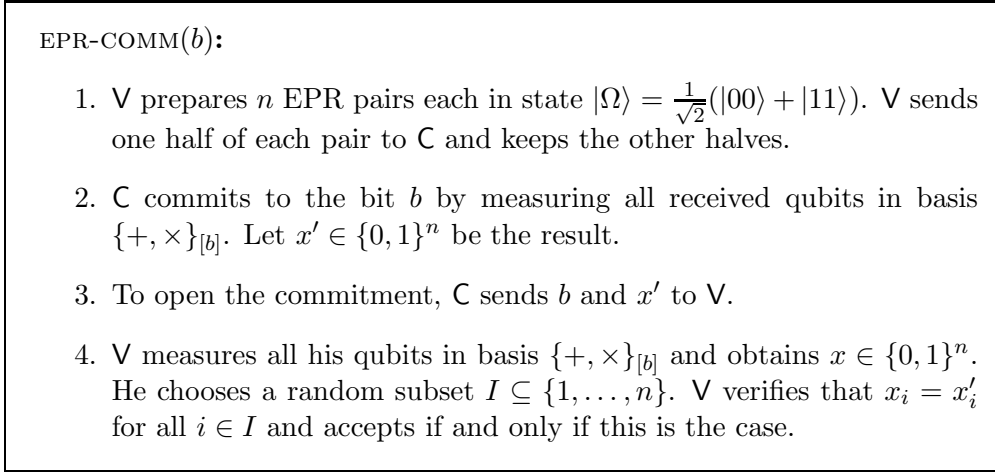 EPR-COMM(b):
1. V prepares n EPR pairs each in state |Ω⟩ = 1/√2(|00⟩ + |11⟩). V sends
one half of each pair to C and keeps the other halves.
2. C commits to the bit b by measuring all received qubits in basis
{+, ×}[b]. Let x′ ∈ {0, 1}ⁿ be the result.
3. To open the commitment, C sends b and x′ to V.
4. V measures all his qubits in basis {+, ×}[b] and obtains x ∈ {0, 1}ⁿ.
He chooses a random subset I ⊆ {1, . . . , n}. V verifies that xᵢ = x′ᵢ
for all i ∈ I and accepts if and only if this is the case.